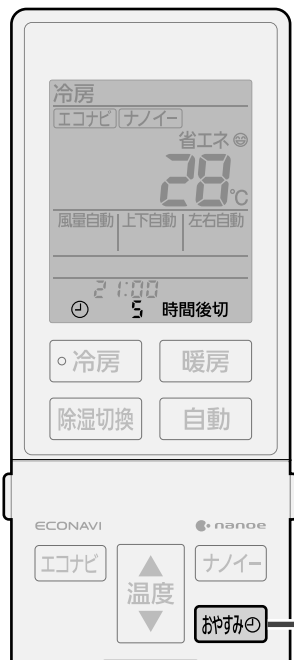 冷房
エコナビ ナノイー
省エネ
28℃
風量自動 上下自動 左右自動
21:00
5 時間後切
冷房 暖房
除湿切換 自動
ECONAVI nanoe
エコナビ 温度 ナノイー
おやすみ